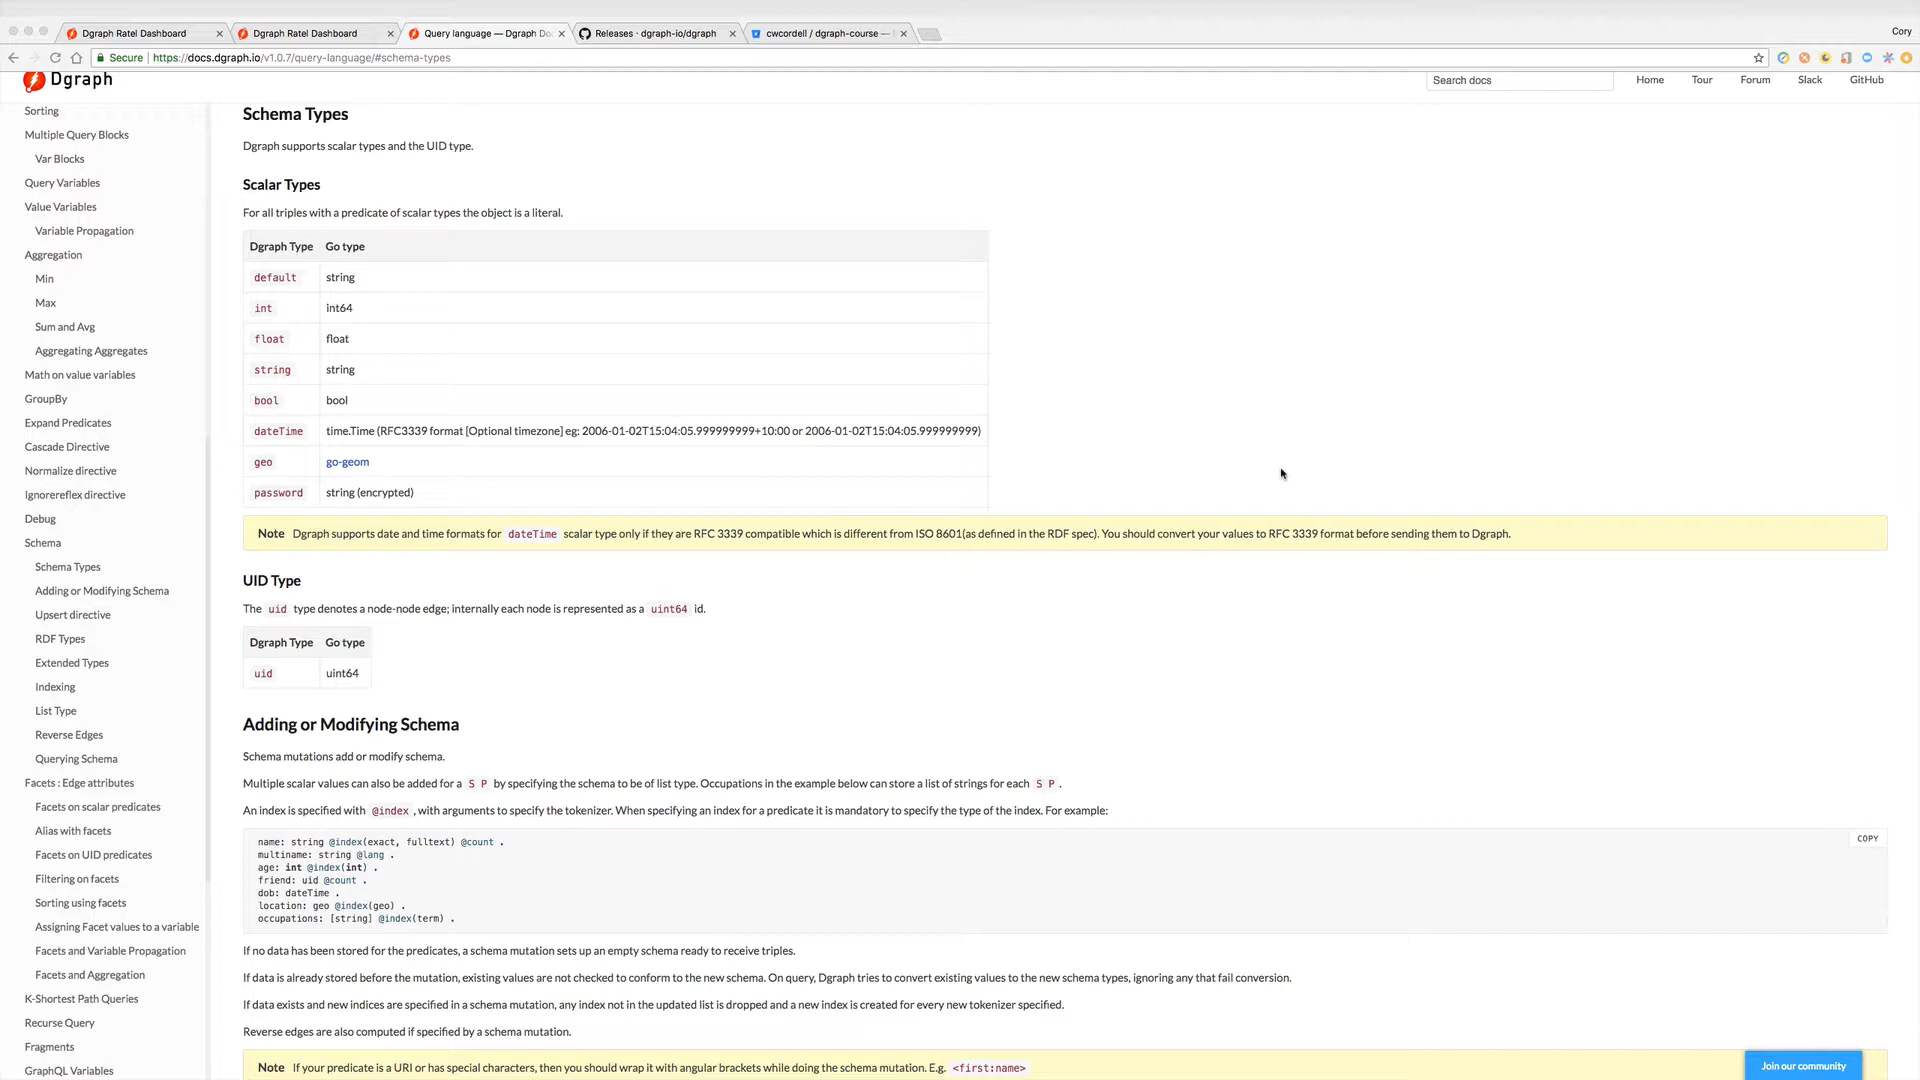 Dgraph Ratel Dashboard
Dgraph Ratel Dashboard
Query language — Dgraph Do
Releases · dgraph-io/dgraph
cwcordell / dgraph-course —
Cory
Secure https://docs.dgraph.io/v1.0.7/query-language/#schema-types
Dgraph
Search docs
Home
Tour
Forum
Slack
GitHub
Sorting
Multiple Query Blocks
Var Blocks
Query Variables
Value Variables
Variable Propagation
Aggregation
Min
Max
Sum and Avg
Aggregating Aggregates
Math on value variables
GroupBy
Expand Predicates
Cascade Directive
Normalize directive
Ignorereflex directive
Debug
Schema
Schema Types
Adding or Modifying Schema
Upsert directive
RDF Types
Extended Types
Indexing
List Type
Reverse Edges
Querying Schema
Facets : Edge attributes
Facets on scalar predicates
Alias with facets
Facets on UID predicates
Filtering on facets
Sorting using facets
Assigning Facet values to a variable
Facets and Variable Propagation
Facets and Aggregation
K-Shortest Path Queries
Recurse Query
Fragments
GraphQL Variables
Schema Types
Dgraph supports scalar types and the UID type.
Scalar Types
For all triples with a predicate of scalar types the object is a literal.
Dgraph Type Go type
default string
int int64
float float
string string
bool bool
dateTime time.Time (RFC3339 format [Optional timezone] eg: 2006-01-02T15:04:05.999999999+10:00 or 2006-01-02T15:04:05.999999999)
geo go-geom
password string (encrypted)
Note Dgraph supports date and time formats for dateTime scalar type only if they are RFC 3339 compatible which is different from ISO 8601(as defined in the RDF spec). You should convert your values to RFC 3339 format before sending them to Dgraph.
UID Type
The uid type denotes a node-node edge; internally each node is represented as a uint64 id.
Dgraph Type Go type
uid uint64
Adding or Modifying Schema
Schema mutations add or modify schema.
Multiple scalar values can also be added for a S P by specifying the schema to be of list type. Occupations in the example below can store a list of strings for each S P .
An index is specified with @index , with arguments to specify the tokenizer. When specifying an index for a predicate it is mandatory to specify the type of the index. For example:
COPY
name: string @index(exact, fulltext) @count .
multiname: string @lang .
age: int @index(int) .
friend: uid @count .
dob: dateTime .
location: geo @index(geo) .
occupations: [string] @index(term) .
If no data has been stored for the predicates, a schema mutation sets up an empty schema ready to receive triples.
If data is already stored before the mutation, existing values are not checked to conform to the new schema. On query, Dgraph tries to convert existing values to the new schema types, ignoring any that fail conversion.
If data exists and new indices are specified in a schema mutation, any index not in the updated list is dropped and a new index is created for every new tokenizer specified.
Reverse edges are also computed if specified by a schema mutation.
Note If your predicate is a URI or has special characters, then you should wrap it with angular brackets while doing the schema mutation. E.g. <first:name>
Join our community